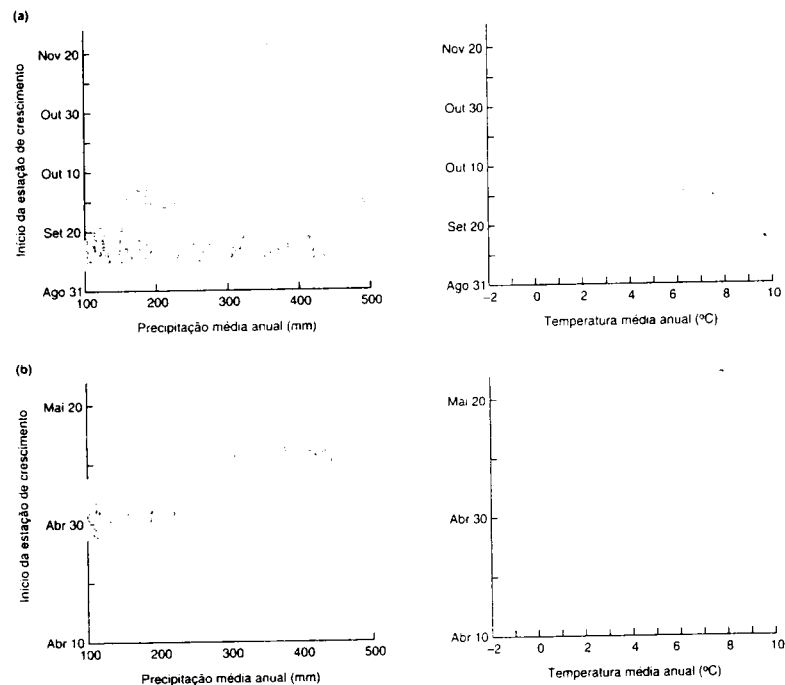 (a)
Início da estação de crescimento
Nov 20
Out 30
Out 10
Set 20
Ago 31
100 200 300 400 500
Precipitação média anual (mm)
Nov 20
Out 30
Out 10
Set 20
Ago 31
−2 0 2 4 6 8 10
Temperatura média anual (ºC)
(b)
Início da estação de crescimento
Mai 20
Abr 30
Abr 10
100 200 300 400 500
Precipitação média anual (mm)
Mai 20
Abr 30
Abr 10
−2 0 2 4 6 8 10
Temperatura média anual (ºC)